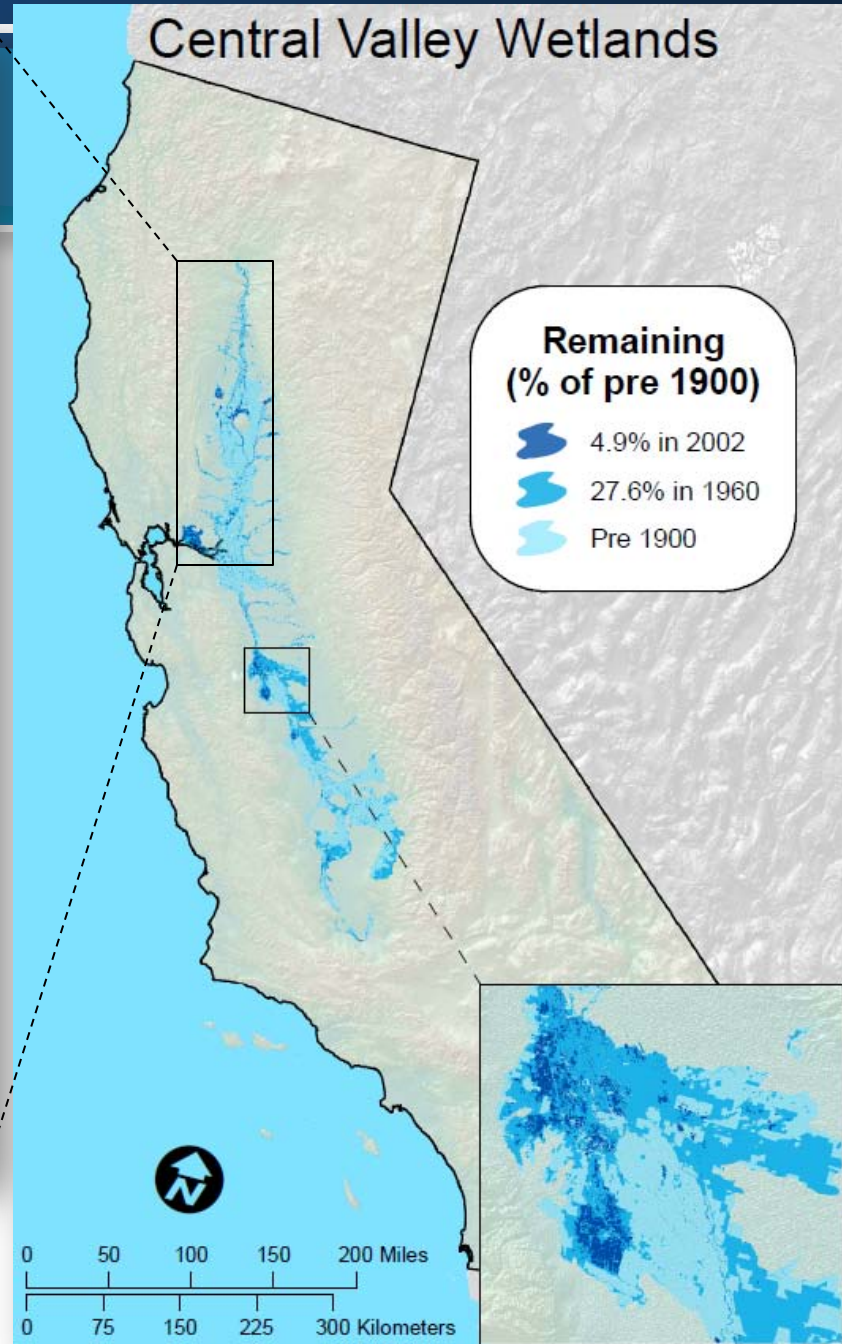 Central Valley Wetlands
Remaining
(% of pre 1900)
4.9% in 2002
27.6% in 1960
Pre 1900
N
0 50 100 150 200 Miles
0 75 150 225 300 Kilometers